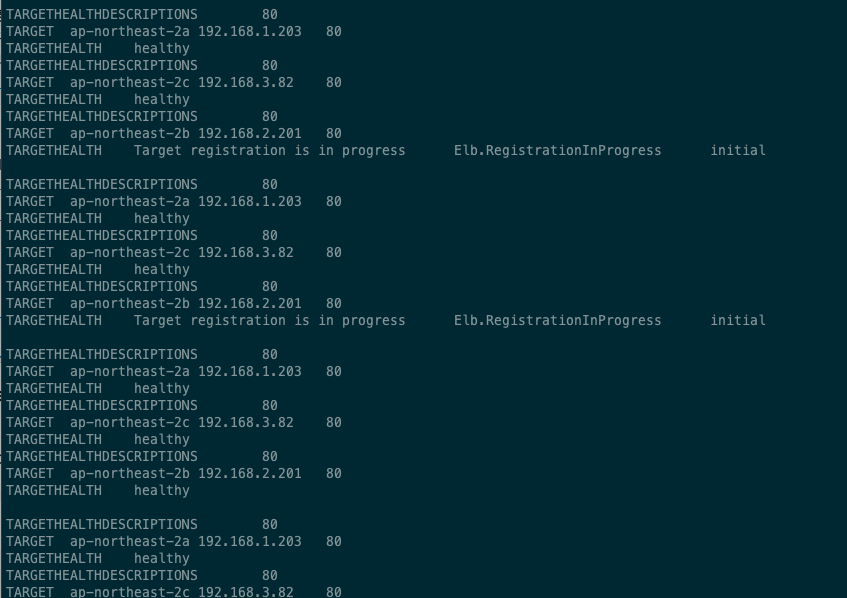 TARGETHEALTHDESCRIPTIONS        80
TARGET  ap-northeast-2a 192.168.1.203   80
TARGETHEALTH    healthy
TARGETHEALTHDESCRIPTIONS        80
TARGET  ap-northeast-2c 192.168.3.82    80
TARGETHEALTH    healthy
TARGETHEALTHDESCRIPTIONS        80
TARGET  ap-northeast-2b 192.168.2.201   80
TARGETHEALTH    Target registration is in progress      Elb.RegistrationInProgress      initial

TARGETHEALTHDESCRIPTIONS        80
TARGET  ap-northeast-2a 192.168.1.203   80
TARGETHEALTH    healthy
TARGETHEALTHDESCRIPTIONS        80
TARGET  ap-northeast-2c 192.168.3.82    80
TARGETHEALTH    healthy
TARGETHEALTHDESCRIPTIONS        80
TARGET  ap-northeast-2b 192.168.2.201   80
TARGETHEALTH    Target registration is in progress      Elb.RegistrationInProgress      initial

TARGETHEALTHDESCRIPTIONS        80
TARGET  ap-northeast-2a 192.168.1.203   80
TARGETHEALTH    healthy
TARGETHEALTHDESCRIPTIONS        80
TARGET  ap-northeast-2c 192.168.3.82    80
TARGETHEALTH    healthy
TARGETHEALTHDESCRIPTIONS        80
TARGET  ap-northeast-2b 192.168.2.201   80
TARGETHEALTH    healthy

TARGETHEALTHDESCRIPTIONS        80
TARGET  ap-northeast-2a 192.168.1.203   80
TARGETHEALTH    healthy
TARGETHEALTHDESCRIPTIONS        80
TARGET  ap-northeast-2c 192.168.3.82    80